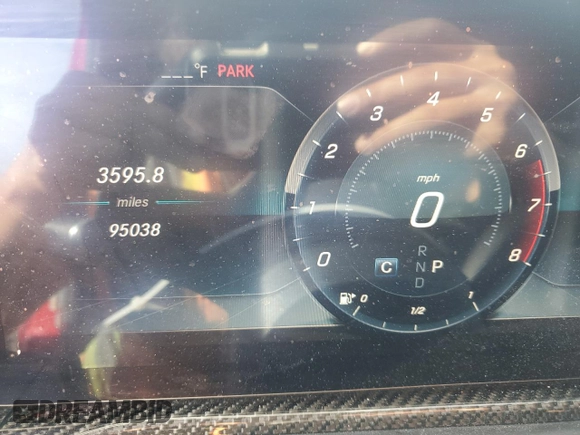 ___°F PARK
3595.8
miles
95038
0
1
2
3
4
5
6
7
8
mph
0
R
N P
D
C
0 1/2 1
DREAMBID